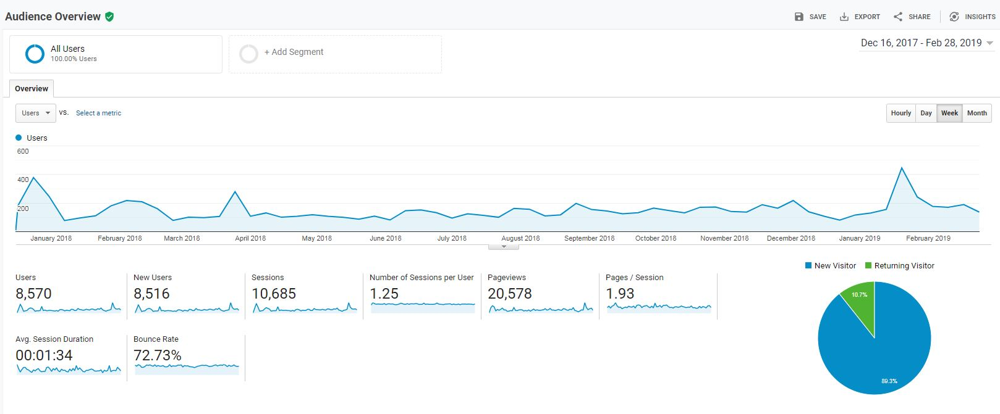 Audience Overview
SAVE EXPORT SHARE INSIGHTS
All Users
100.00% Users
+ Add Segment
Dec 16, 2017 - Feb 28, 2019
Overview
Users vs. Select a metric
Hourly Day Week Month
Users
600
400
200
January 2018 February 2018 March 2018 April 2018 May 2018 June 2018 July 2018 August 2018 September 2018 October 2018 November 2018 December 2018 January 2019 February 2019
Users
8,570
New Users
8,516
Sessions
10,685
Number of Sessions per User
1.25
Pageviews
20,578
Pages / Session
1.93
Avg. Session Duration
00:01:34
Bounce Rate
72.73%
New Visitor Returning Visitor
10.7%
89.3%